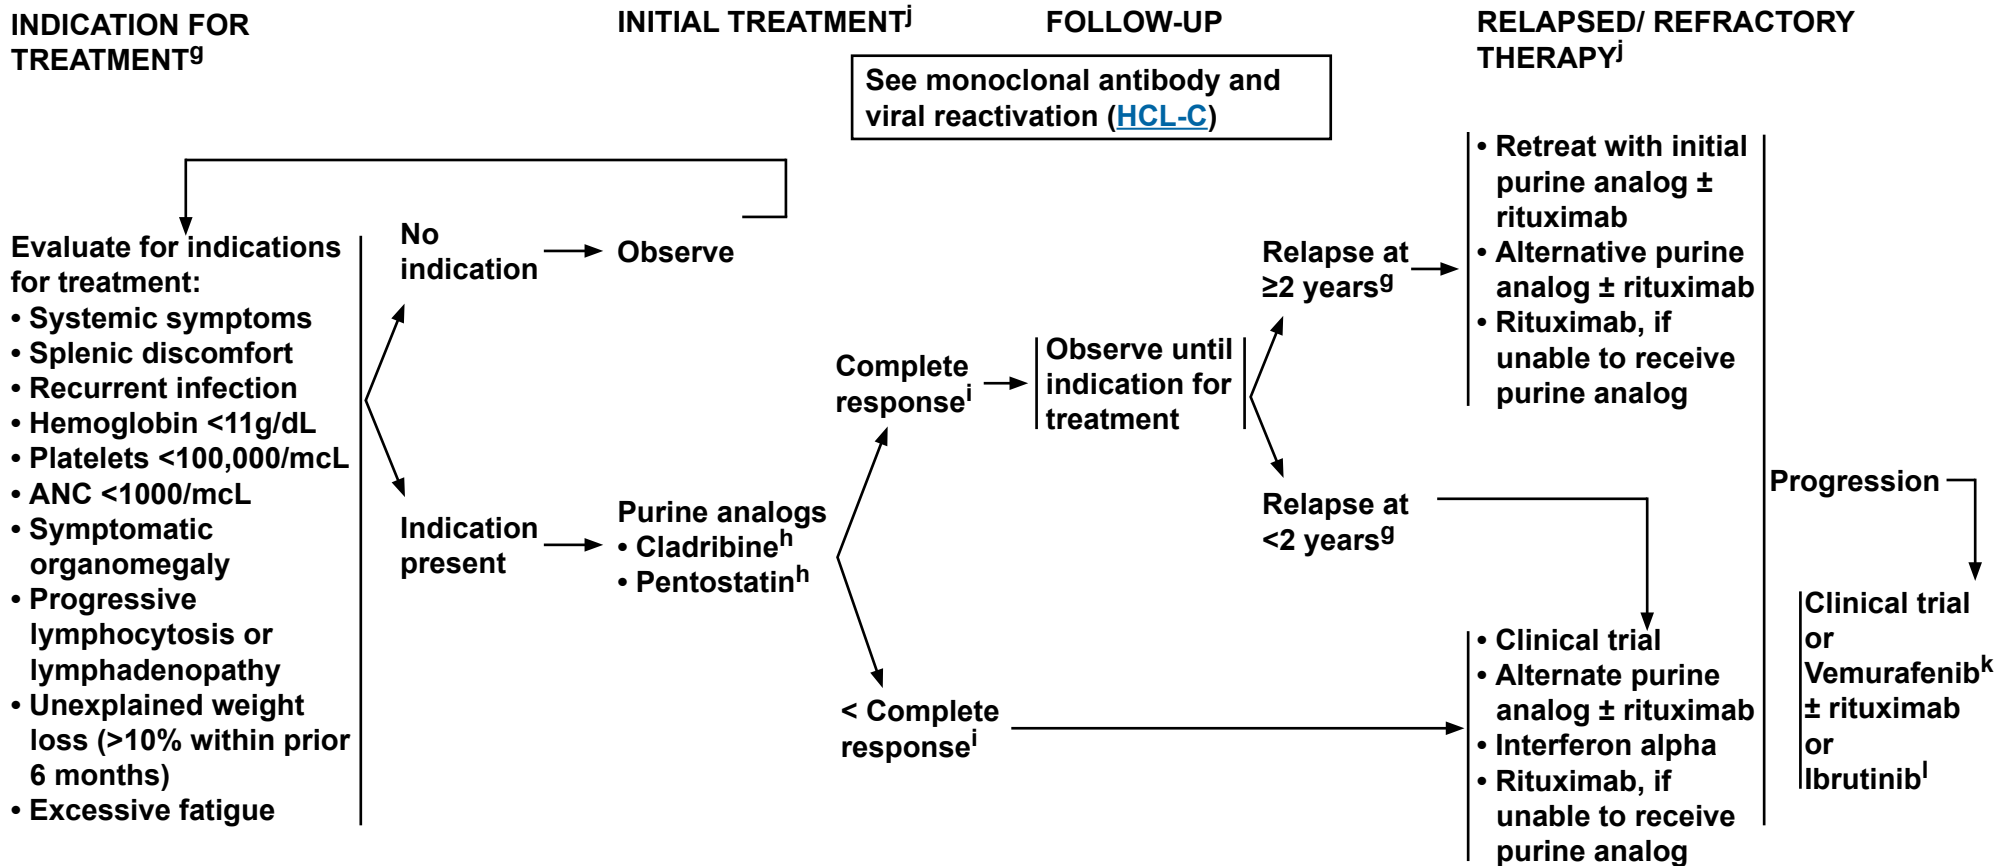 INDICATION FOR
TREATMENTg
INITIAL TREATMENTj
FOLLOW-UP
RELAPSED/ REFRACTORY
THERAPYj
See monoclonal antibody and
viral reactivation (HCL-C)
Evaluate for indications
for treatment:
• Systemic symptoms
• Splenic discomfort
• Recurrent infection
• Hemoglobin <11g/dL
• Platelets <100,000/mcL
• ANC <1000/mcL
• Symptomatic
organomegaly
• Progressive
lymphocytosis or
lymphadenopathy
• Unexplained weight
loss (>10% within prior
6 months)
• Excessive fatigue
No
indication
Observe
Indication
present
Purine analogs
• Cladribineh
• Pentostatinh
Complete
responsei
< Complete
responsei
Observe until
indication for
treatment
Relapse at
≥2 yearsg
Relapse at
<2 yearsg
• Retreat with initial
purine analog ±
rituximab
• Alternative purine
analog ± rituximab
• Rituximab, if
unable to receive
purine analog
• Clinical trial
• Alternate purine
analog ± rituximab
• Interferon alpha
• Rituximab, if
unable to receive
purine analog
Progression
Clinical trial
or
Vemurafenibk
± rituximab
or
Ibrutinibl